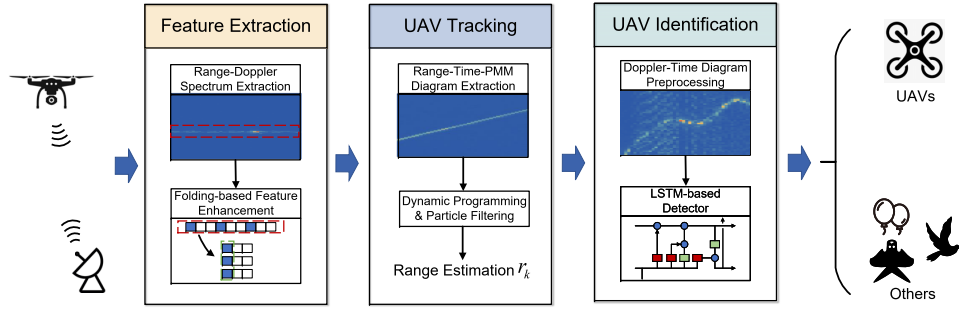 Feature Extraction
Range-Doppler
Spectrum Extraction
Folding-based Feature
Enhancement
UAV Tracking
Range-Time-PMM
Diagram Extraction
Dynamic Programming
& Particle Filtering
Range Estimation r_k
UAV Identification
Doppler-Time Diagram
Preprocessing
LSTM-based
Detector
UAVs
Others